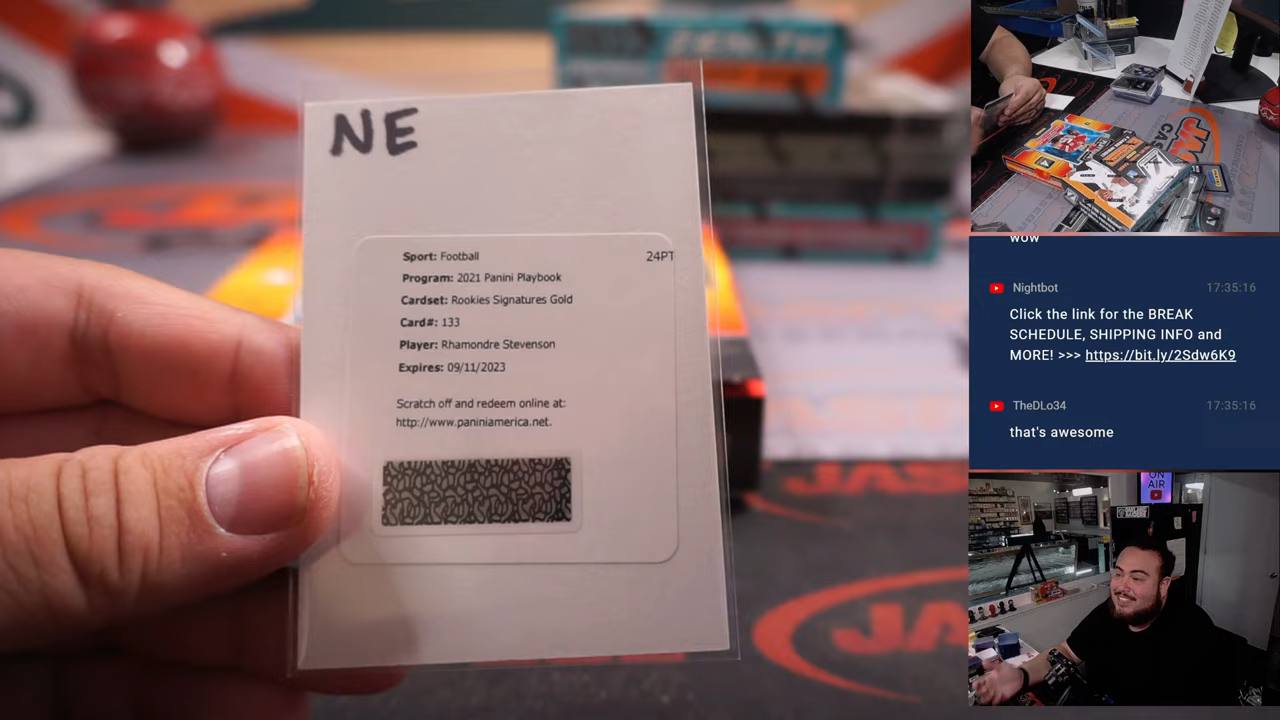 NE
Sport: Football 24PT
Program: 2021 Panini Playbook
Cardset: Rookies Signatures Gold
Card#: 133
Player: Rhamondre Stevenson
Expires: 09/11/2023
Scratch off and redeem online at:
http://www.paniniamerica.net.
wow
Nightbot 17:35:16
Click the link for the BREAK
SCHEDULE, SHIPPING INFO and
MORE! >>> https://bit.ly/2Sdw6K9
TheDLo34 17:35:16
that's awesome
ON
AIR